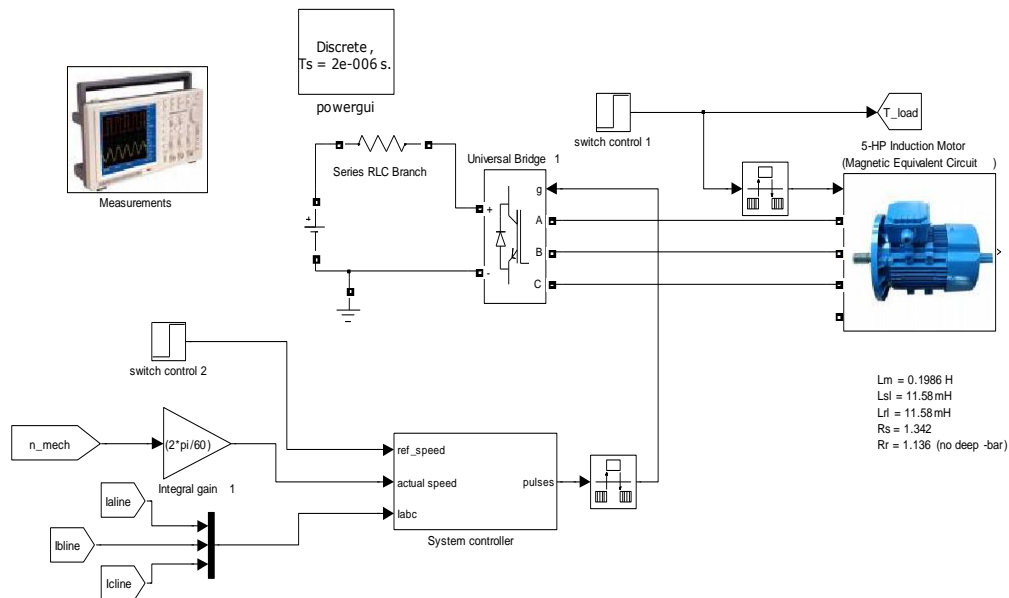 Discrete ,
Ts = 2e-006 s.
powergui
Measurements
Series RLC Branch
+
Universal Bridge 1
g
+
A
B
-
C
switch control 1
T_load
5-HP Induction Motor
(Magnetic Equivalent Circuit )
switch control 2
n_mech
(2*pi/60)
Integral gain 1
Ialine
Ibline
Icline
ref_speed
actual speed
Iabc
pulses
System controller
Lm = 0.1986 H
Lsl = 11.58 mH
Lrl = 11.58 mH
Rs = 1.342
Rr = 1.136 (no deep -bar)